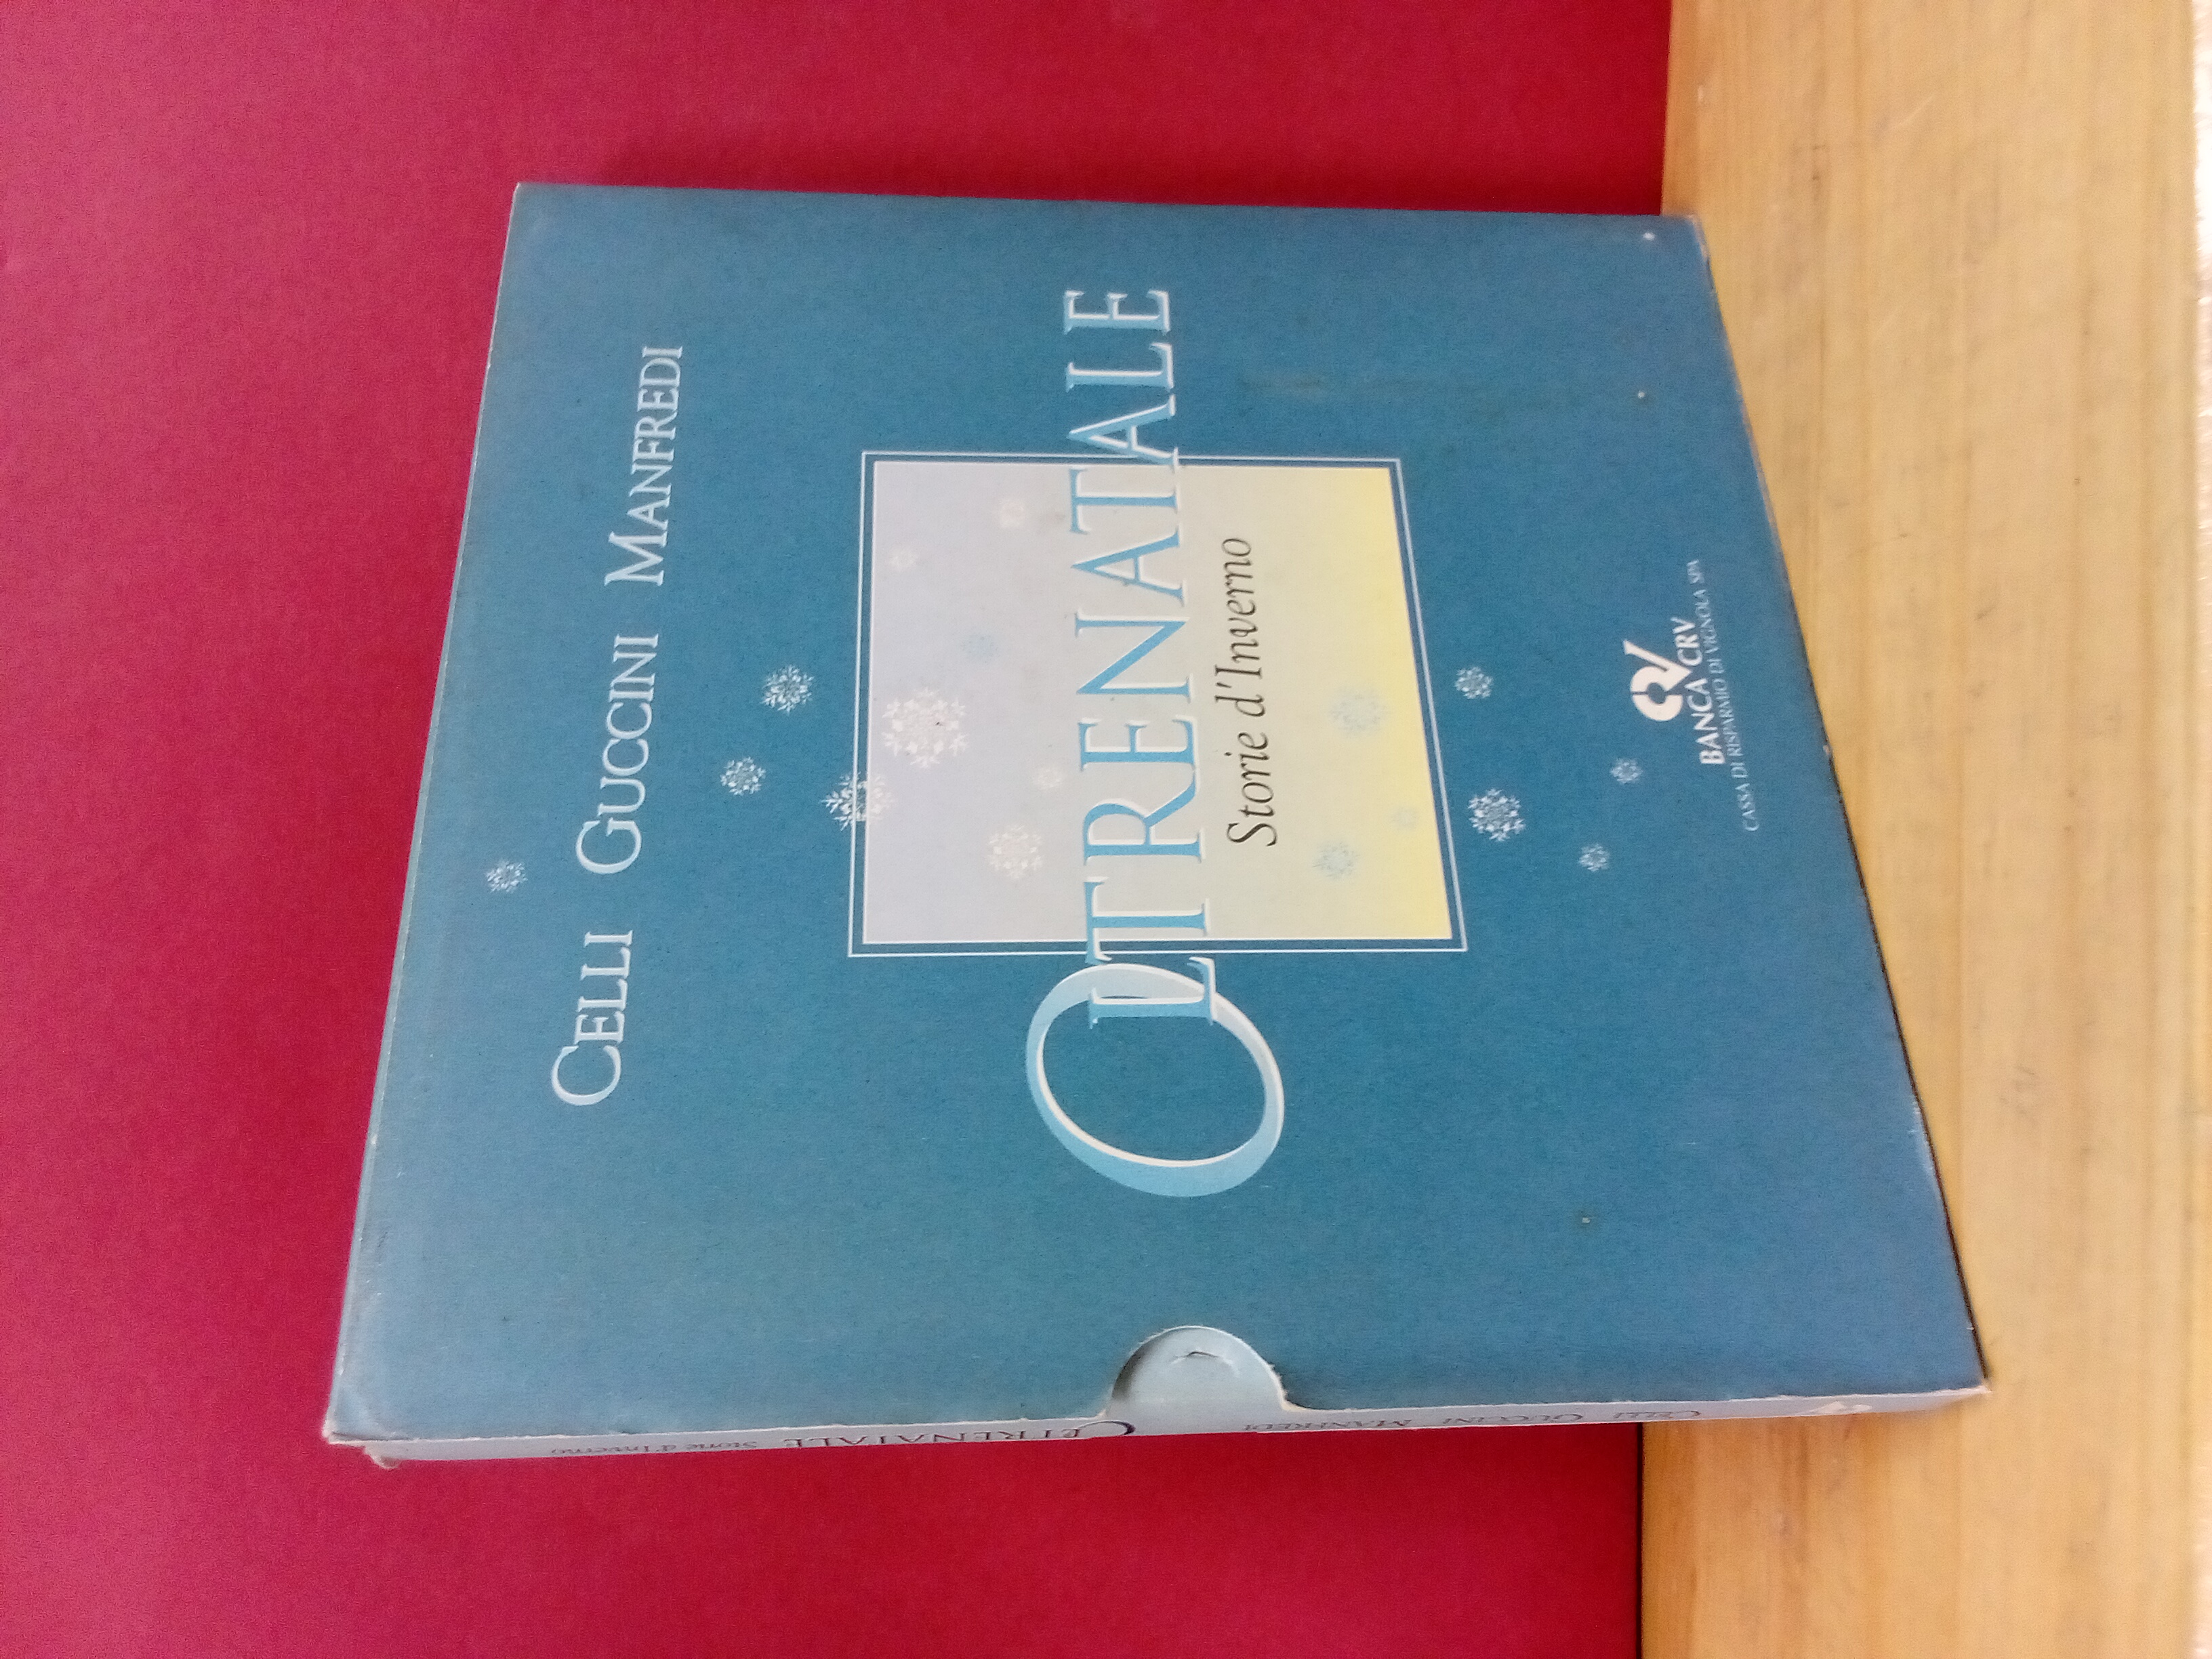 CELLI GUCCINI MANFREDI
OLTRENATALE
Storie d'Inverno
CRV
BANCA CRV
CASSA DI RISPARMIO DI VIGNOLA SPA
CELLI GUCCINI MANFREDI OLTRENATALE Storie d'Inverno